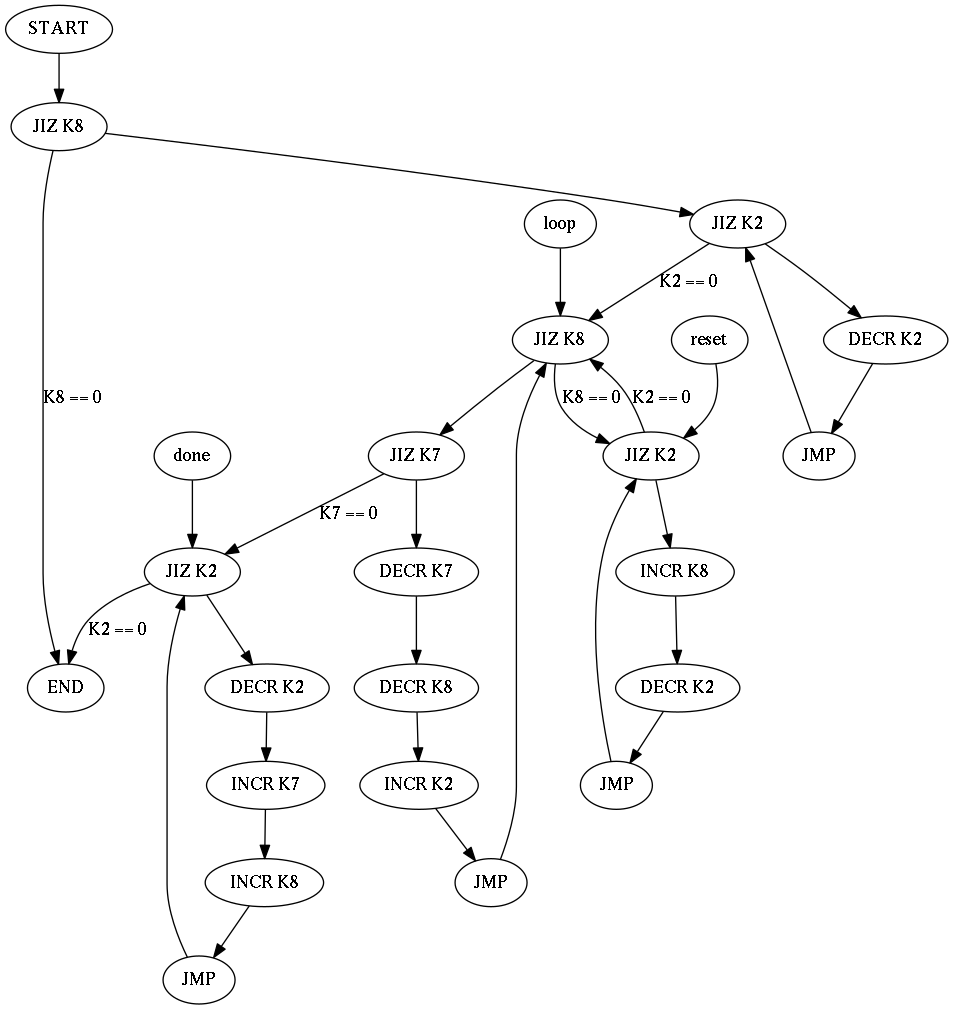 START
JIZ K8
JIZ K2
loop
K2 == 0
JIZ K8
reset
DECR K2
K8 == 0
K8 == 0
K2 == 0
done
JIZ K7
JIZ K2
JMP
K7 == 0
JIZ K2
DECR K7
INCR K8
K2 == 0
END
DECR K2
DECR K8
DECR K2
INCR K7
INCR K2
JMP
INCR K8
JMP
JMP